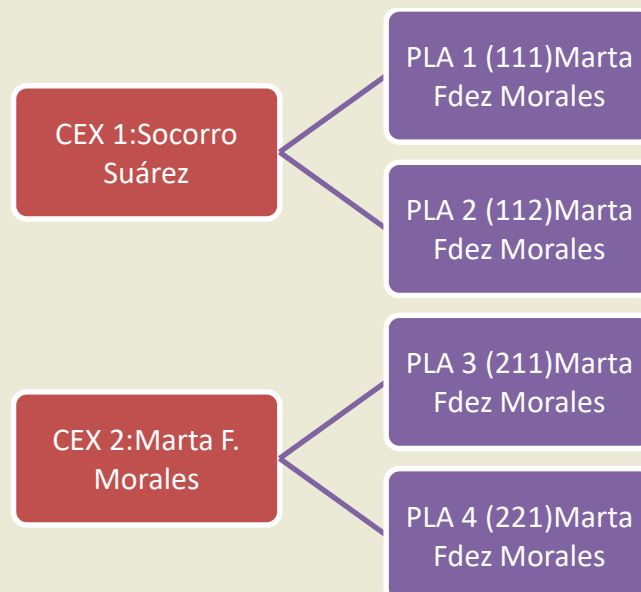 CEX 1:Socorro
Suárez
PLA 1 (111)Marta
Fdez Morales
PLA 2 (112)Marta
Fdez Morales
CEX 2:Marta F.
Morales
PLA 3 (211)Marta
Fdez Morales
PLA 4 (221)Marta
Fdez Morales